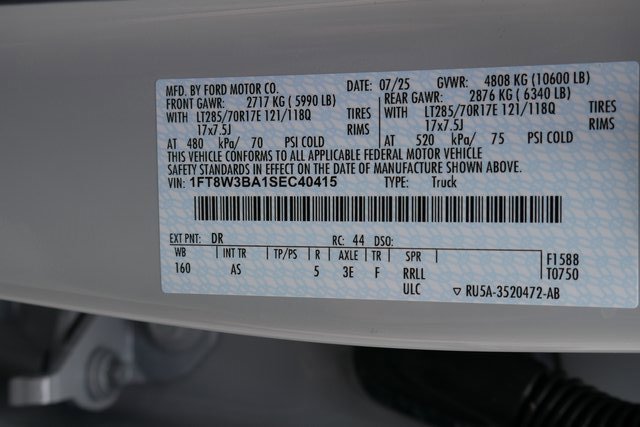 MFD. BY FORD MOTOR CO. DATE: 07/25 GVWR: 4808 KG (10600 LB)
FRONT GAWR: 2717 KG ( 5990 LB) REAR GAWR: 2876 KG ( 6340 LB)
WITH LT285/70R17E 121/118Q TIRES WITH LT285/70R17E 121/118Q TIRES
17x7.5J RIMS 17x7.5J RIMS
AT 480 kPa/ 70 PSI COLD AT 520 kPa/ 75 PSI COLD
THIS VEHICLE CONFORMS TO ALL APPLICABLE FEDERAL MOTOR VEHICLE
SAFETY STANDARDS IN EFFECT ON THE DATE OF MANUFACTURE SHOWN ABOVE.
VIN: 1FT8W3BA1SEC40415 TYPE: Truck
EXT PNT: DR RC: 44 DSO:
WB INT TR TP/PS R AXLE TR SPR F1588
160 AS 5 3E F RRLL T0750
ULC RU5A-3520472-AB